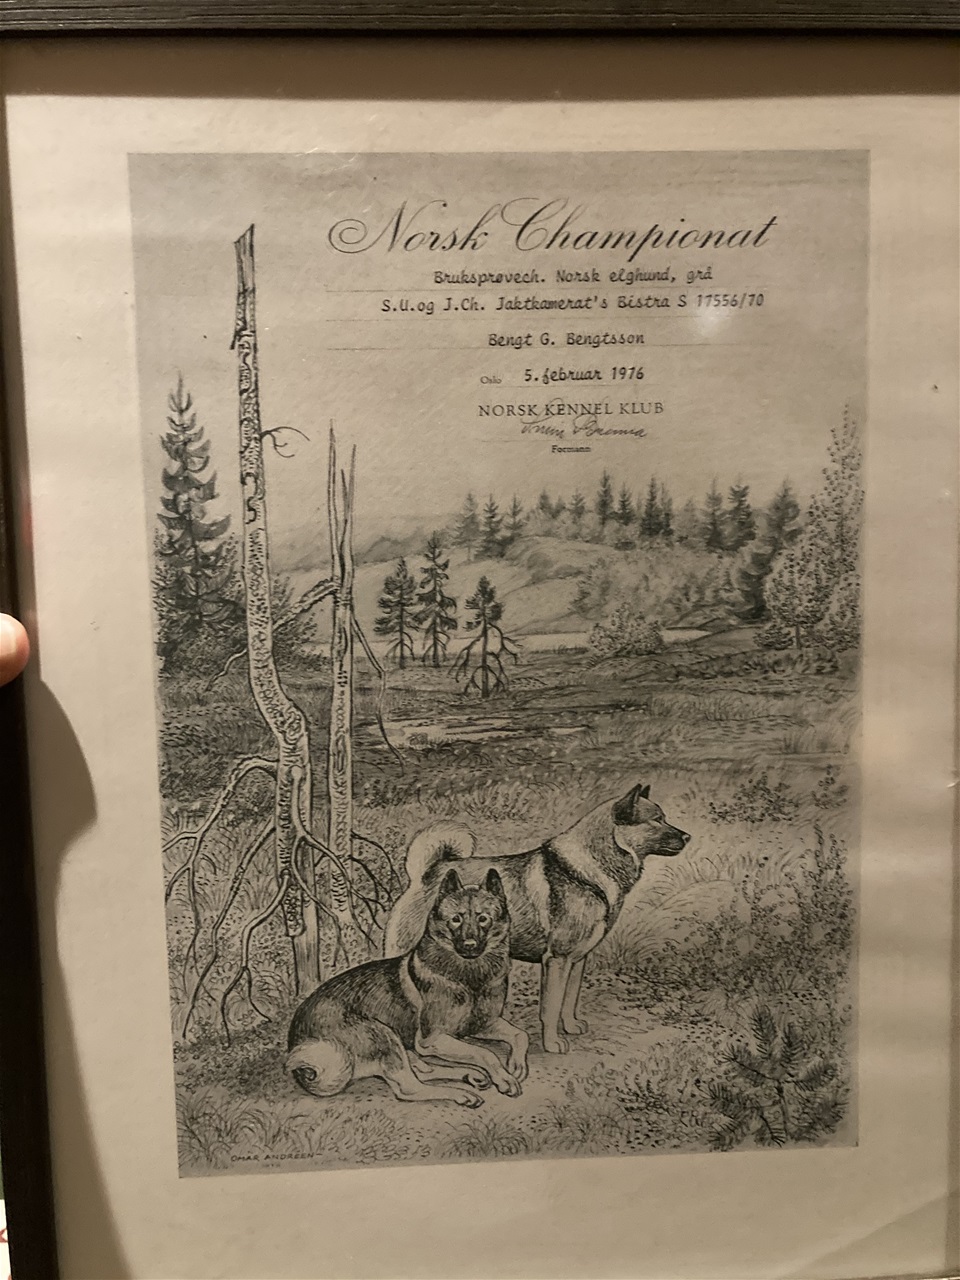 Norsk Championat
Bruksprøvech. Norsk elghund, grå
S.U.og J.Ch. Jaktkamerat's Bistra S 17556/70
Bengt G. Bengtsson
Oslo 5.februar 1976
NORSK KENNEL KLUB
Formann
OMAR ANDREEN